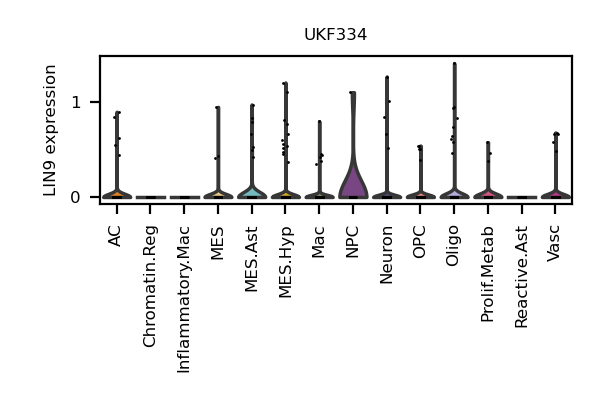 UKF334
LIN9 expression
1
0
AC
Chromatin.Reg
Inflammatory.Mac
MES
MES.Ast
MES.Hyp
Mac
NPC
Neuron
OPC
Oligo
Prolif.Metab
Reactive.Ast
Vasc